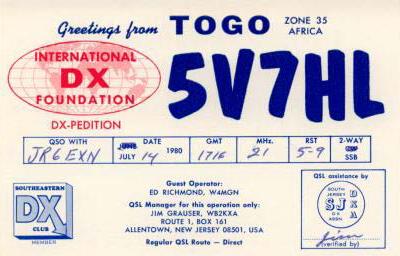 Greetings from TOGO ZONE 35
AFRICA
INTERNATIONAL
DX
FOUNDATION
DX-PEDITION
5V7HL
QSO WITH DATE GMT MHz. RST 2-WAY
JR6EXN JUNE JULY 14 1980 1716 21 5-9 CW SSB
SOUTHEASTERN
DX
CLUB
MEMBER
Guest Operator:
ED RICHMOND, W4MGN
QSL Manager for this operation only:
JIM GRAUSER, WB2KXA
ROUTE 1, BOX 161
ALLENTOWN, NEW JERSEY 08501, USA
Regular QSL Route — Direct
QSL assistance by
SOUTH
JERSEY
SJ
DX
ASSN.
DXA
Jim
(verified by)